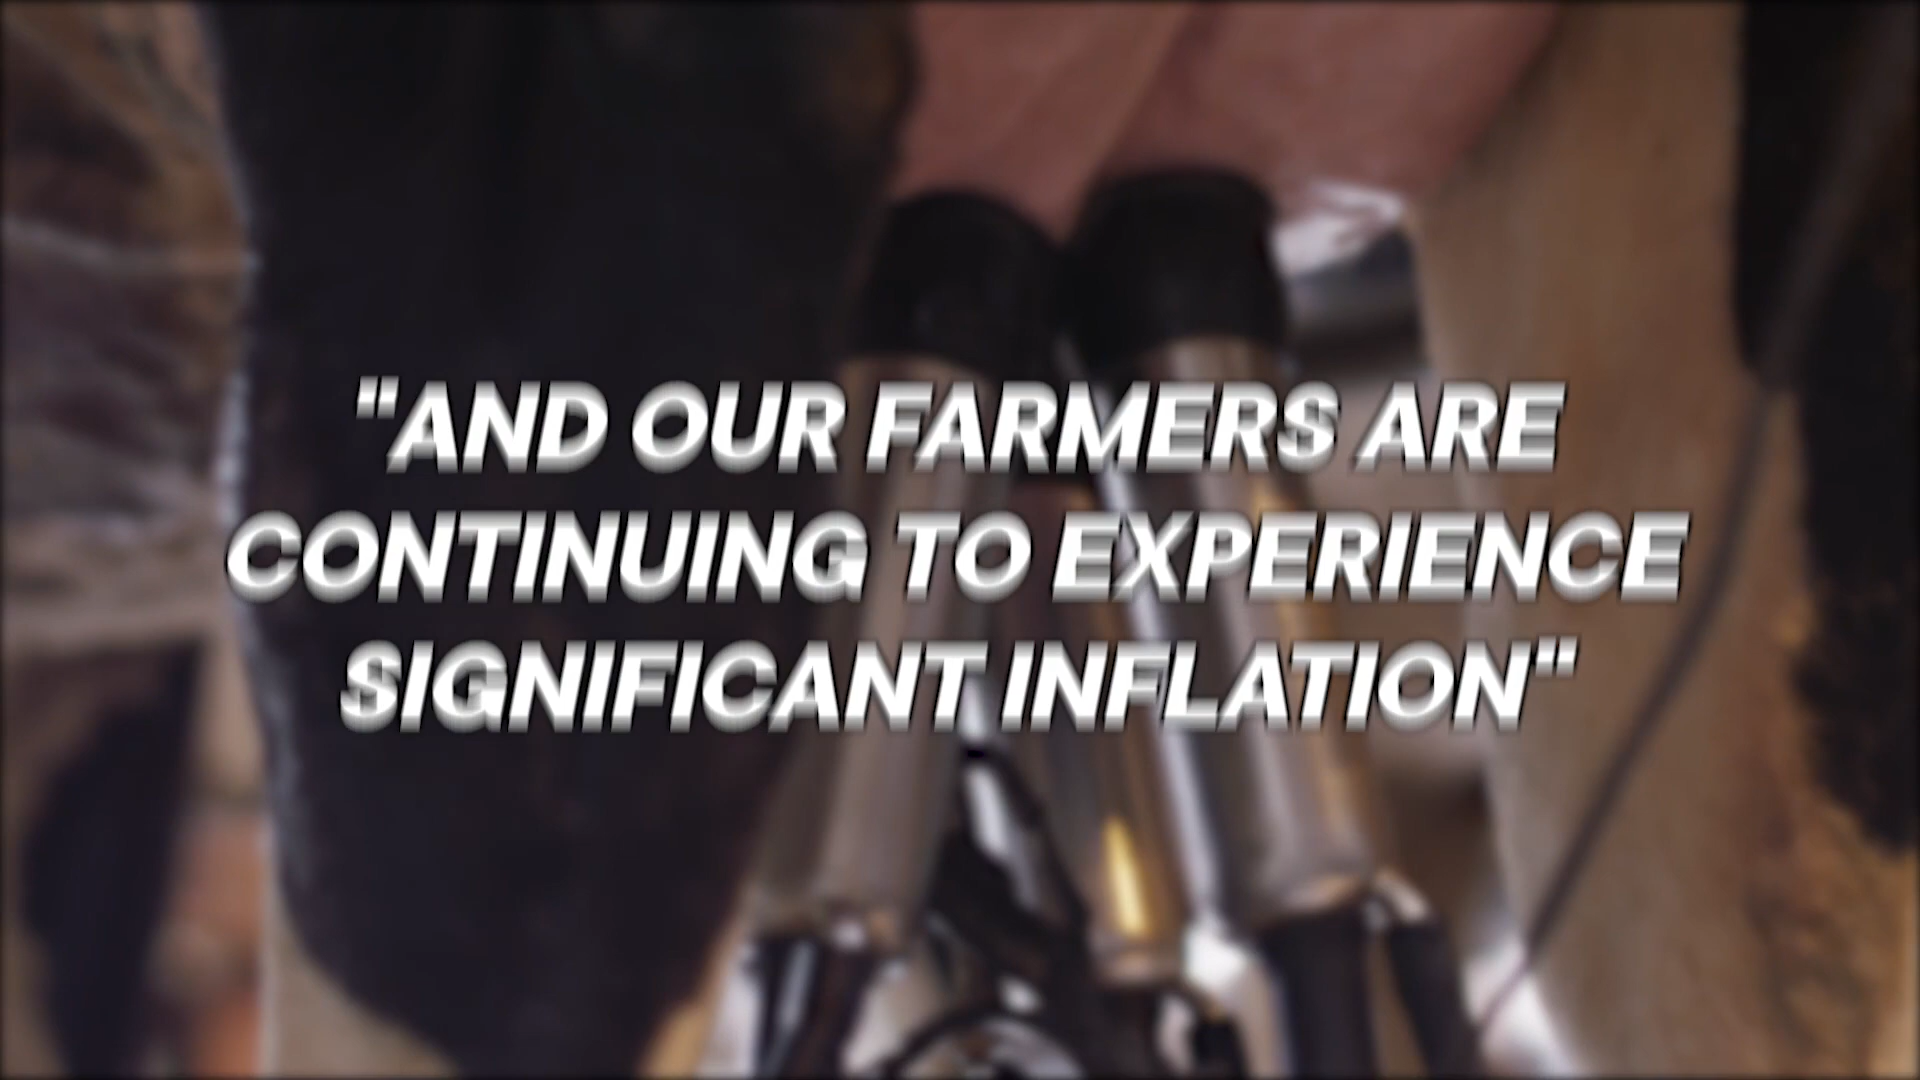 "AND OUR FARMERS ARE
CONTINUING TO EXPERIENCE
SIGNIFICANT INFLATION"